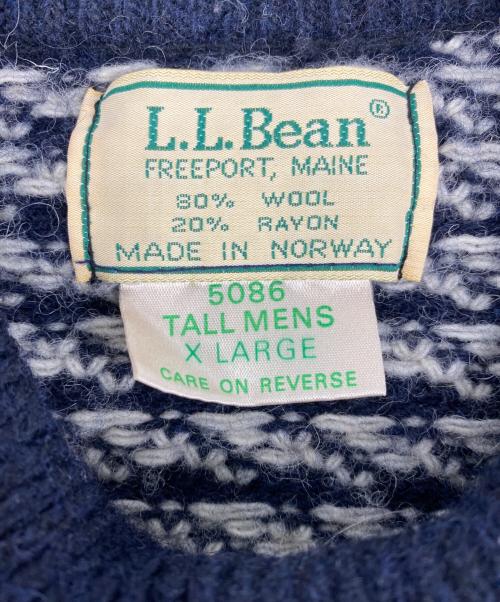 L.L.Bean®
FREEPORT, MAINE
80% WOOL
20% RAYON
MADE IN NORWAY
5086
TALL MENS
X LARGE
CARE ON REVERSE